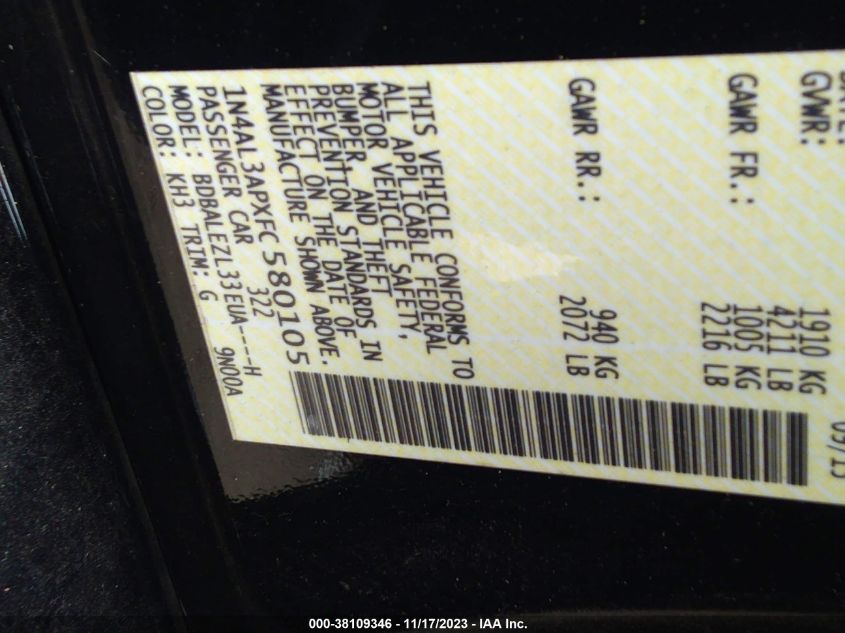 GVWR: 1910 KG
4211 LB
GAWR FR.: 1005 KG
2216 LB
GAWR RR.: 940 KG
2072 LB
THIS VEHICLE CONFORMS TO
ALL APPLICABLE FEDERAL
MOTOR VEHICLE SAFETY,
BUMPER AND THEFT
PREVENTION STANDARDS IN
EFFECT ON THE DATE OF
MANUFACTURE SHOWN ABOVE.
1N4AL3APXFC580105
PASSENGER CAR 322
MODEL: BDBALEZL33EUA----H
COLOR: KH3 TRIM: G 9N00A
000-38109346 - 11/17/2023 - IAA Inc.